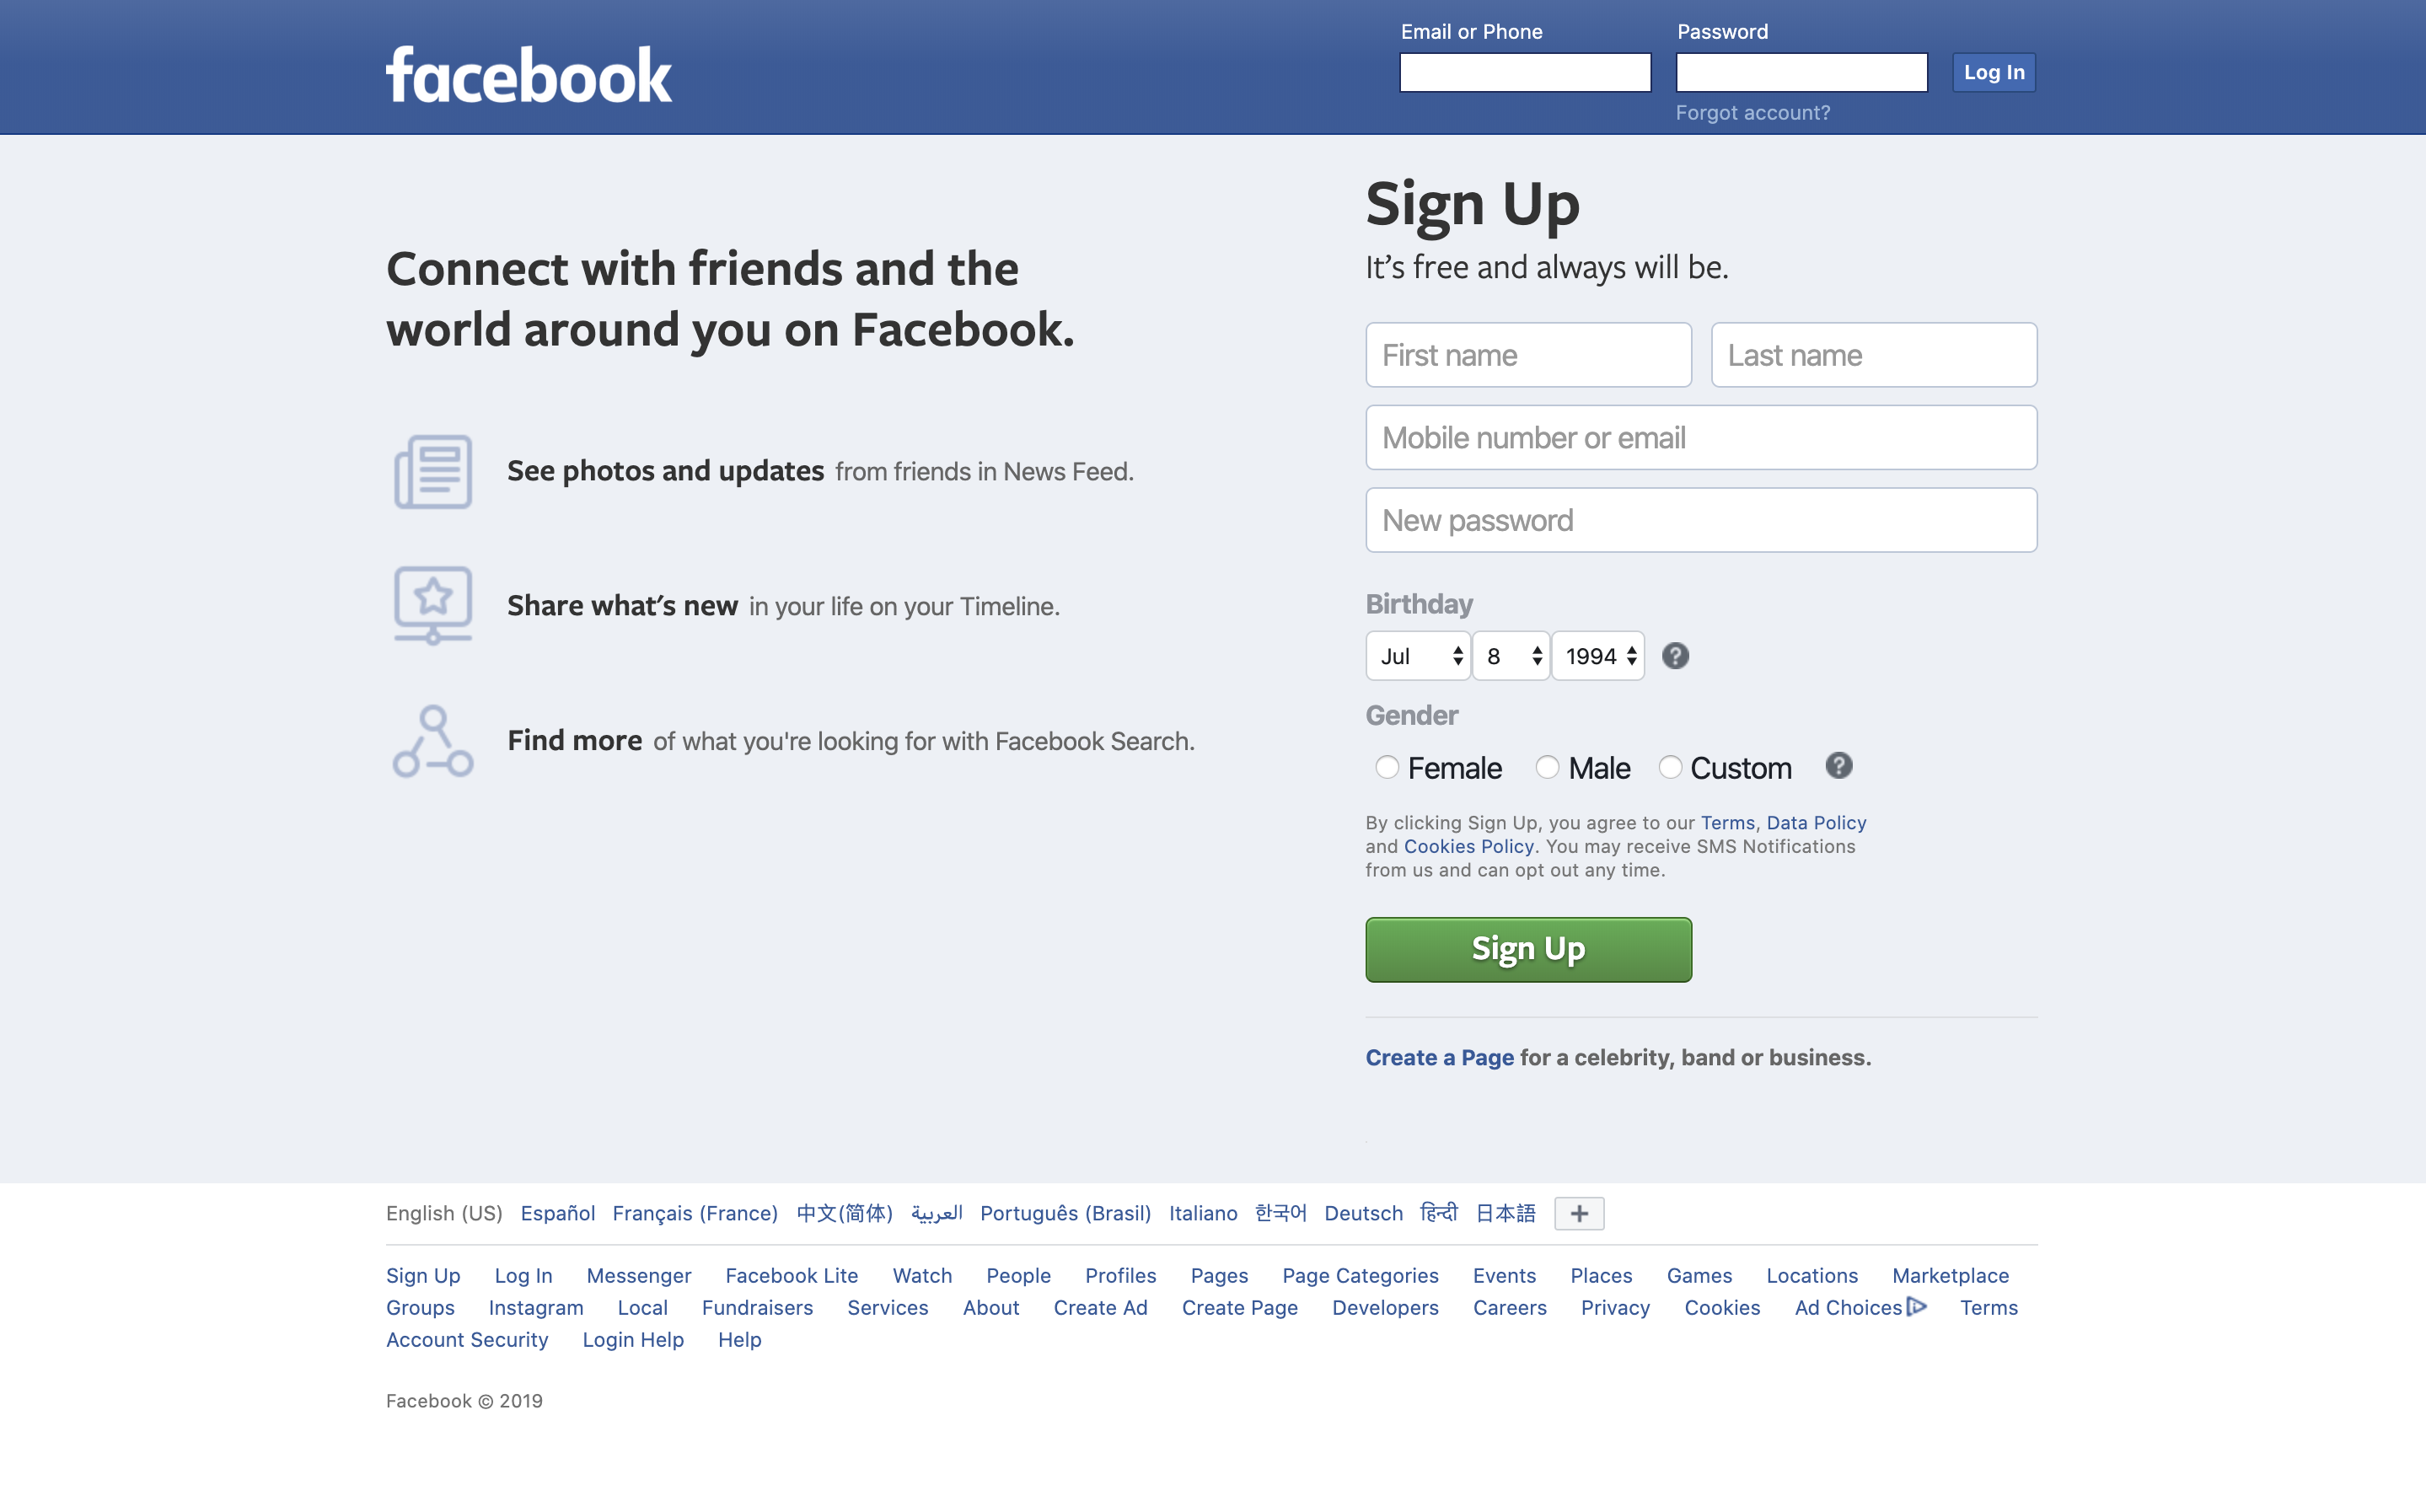 facebook
Email or Phone
Password
Log In
Forgot account?
Connect with friends and the
world around you on Facebook.
See photos and updates from friends in News Feed.
Share what's new in your life on your Timeline.
Find more of what you're looking for with Facebook Search.
Sign Up
It’s free and always will be.
First name Last name
Mobile number or email
New password
Birthday
Jul 8 1994 ?
Gender
Female Male Custom ?
By clicking Sign Up, you agree to our Terms, Data Policy
and Cookies Policy. You may receive SMS Notifications
from us and can opt out any time.
Sign Up
Create a Page for a celebrity, band or business.
English (US) Español Français (France) 中文(简体) العربية Português (Brasil) Italiano 한국어 Deutsch हिन्दी 日本語 +
Sign Up Log In Messenger Facebook Lite Watch People Profiles Pages Page Categories Events Places Games Locations Marketplace
Groups Instagram Local Fundraisers Services About Create Ad Create Page Developers Careers Privacy Cookies Ad Choices Terms
Account Security Login Help Help
Facebook © 2019